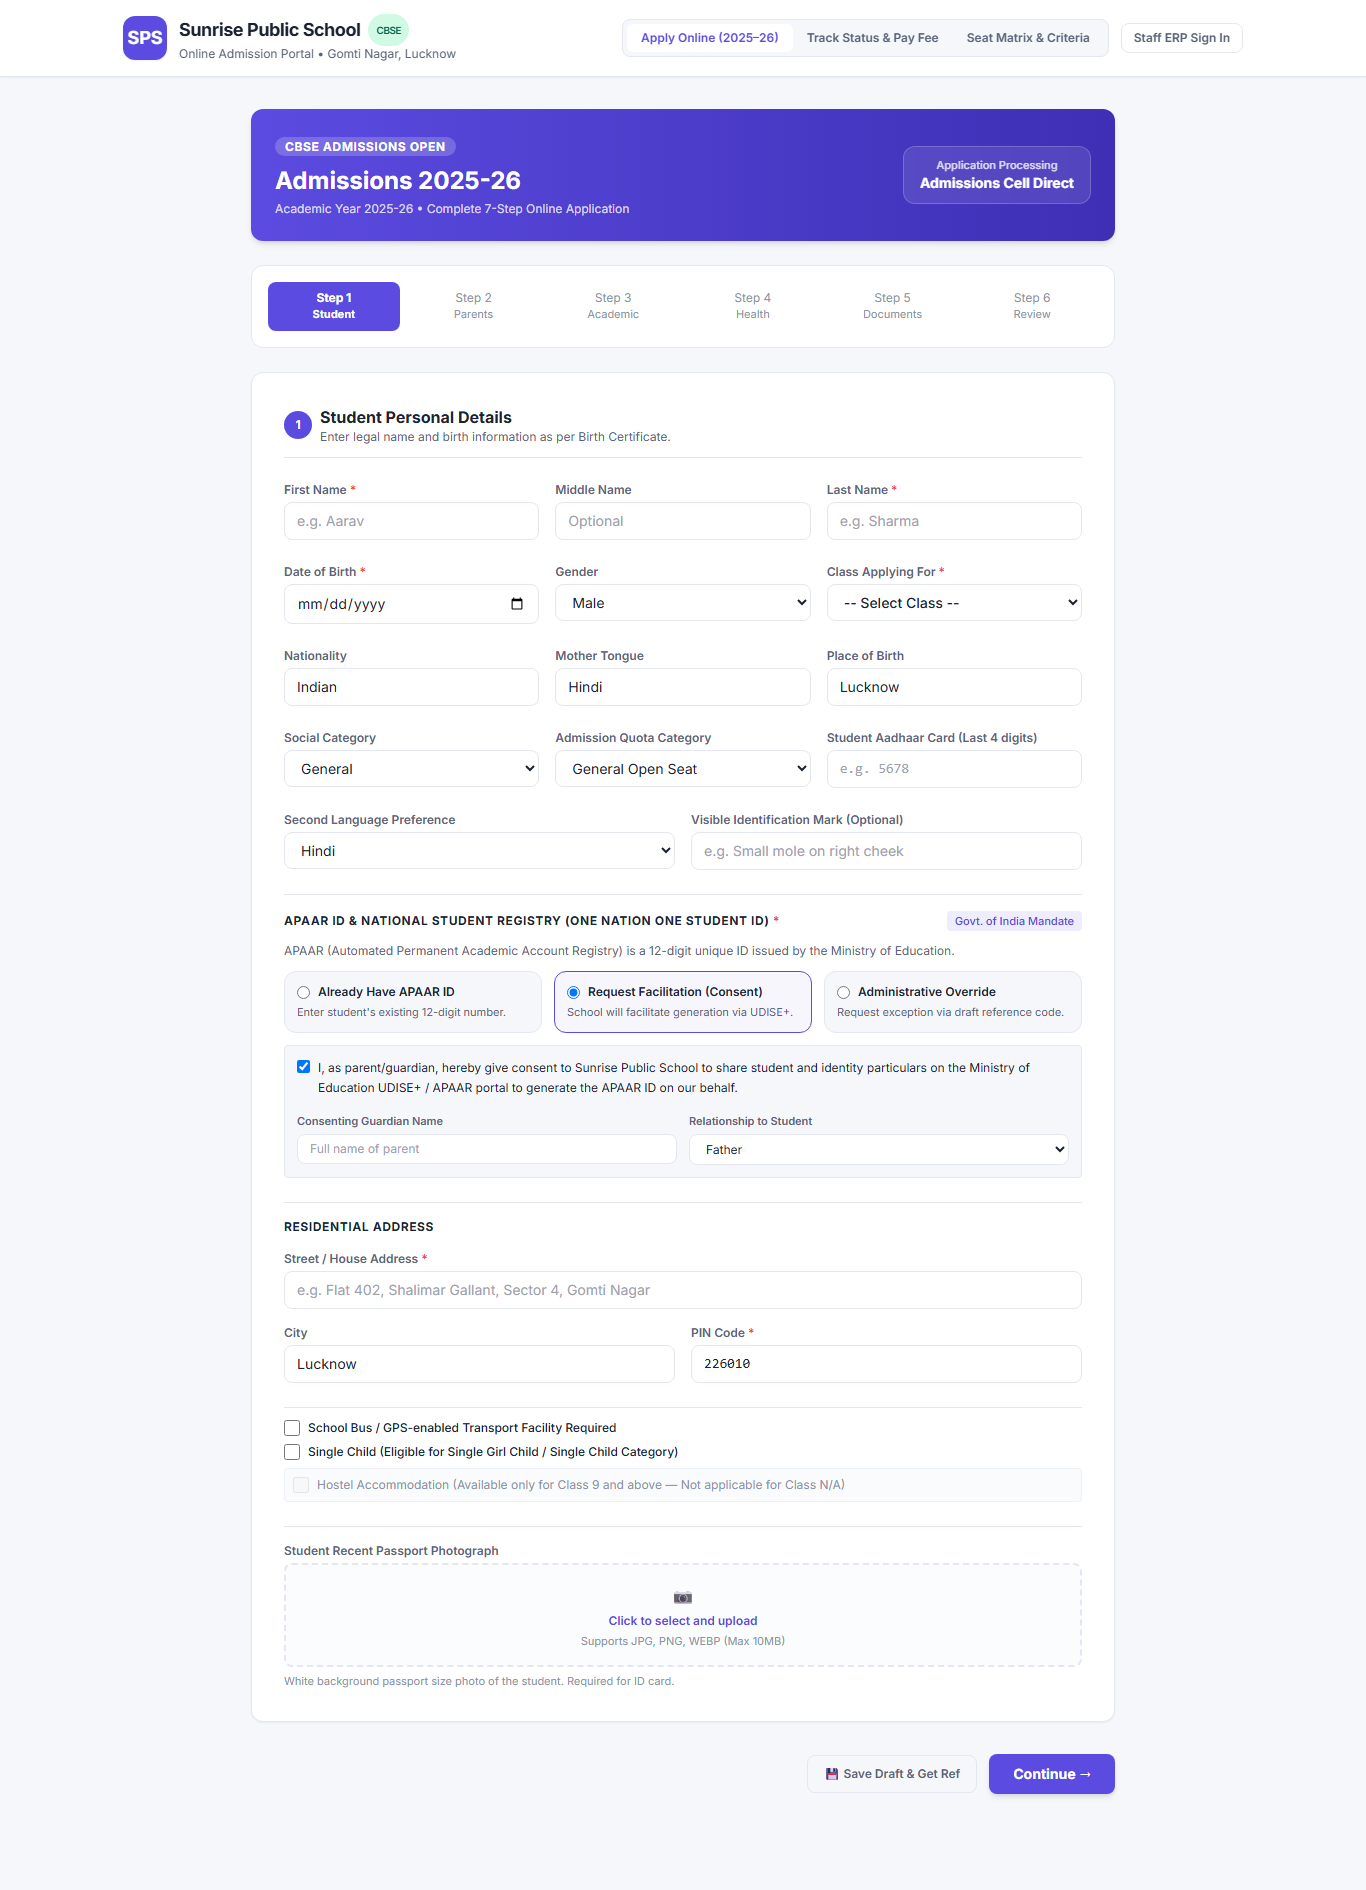 SPS
Sunrise Public School CBSE
Online Admission Portal • Gomti Nagar, Lucknow
Apply Online (2025–26) Track Status & Pay Fee Seat Matrix & Criteria Staff ERP Sign In
CBSE ADMISSIONS OPEN
Admissions 2025-26
Academic Year 2025-26 • Complete 7-Step Online Application
Application Processing
Admissions Cell Direct
Step 1 Step 2 Step 3 Step 4 Step 5 Step 6
Student Parents Academic Health Documents Review
1 Student Personal Details
Enter legal name and birth information as per Birth Certificate.
First Name * Middle Name Last Name *
e.g. Aarav Optional e.g. Sharma
Date of Birth * Gender Class Applying For *
mm/dd/yyyy Male -- Select Class --
Nationality Mother Tongue Place of Birth
Indian Hindi Lucknow
Social Category Admission Quota Category Student Aadhaar Card (Last 4 digits)
General General Open Seat e.g. 5678
Second Language Preference Visible Identification Mark (Optional)
Hindi e.g. Small mole on right cheek
APAAR ID & NATIONAL STUDENT REGISTRY (ONE NATION ONE STUDENT ID) * Govt. of India Mandate
APAAR (Automated Permanent Academic Account Registry) is a 12-digit unique ID issued by the Ministry of Education.
Already Have APAAR ID Request Facilitation (Consent) Administrative Override
Enter student's existing 12-digit number. School will facilitate generation via UDISE+. Request exception via draft reference code.
I, as parent/guardian, hereby give consent to Sunrise Public School to share student and identity particulars on the Ministry of
Education UDISE+ / APAAR portal to generate the APAAR ID on our behalf.
Consenting Guardian Name Relationship to Student
Full name of parent Father
RESIDENTIAL ADDRESS
Street / House Address *
e.g. Flat 402, Shalimar Gallant, Sector 4, Gomti Nagar
City PIN Code *
Lucknow 226010
School Bus / GPS-enabled Transport Facility Required
Single Child (Eligible for Single Girl Child / Single Child Category)
Hostel Accommodation (Available only for Class 9 and above — Not applicable for Class N/A)
Student Recent Passport Photograph
Click to select and upload
Supports JPG, PNG, WEBP (Max 10MB)
White background passport size photo of the student. Required for ID card.
Save Draft & Get Ref Continue →